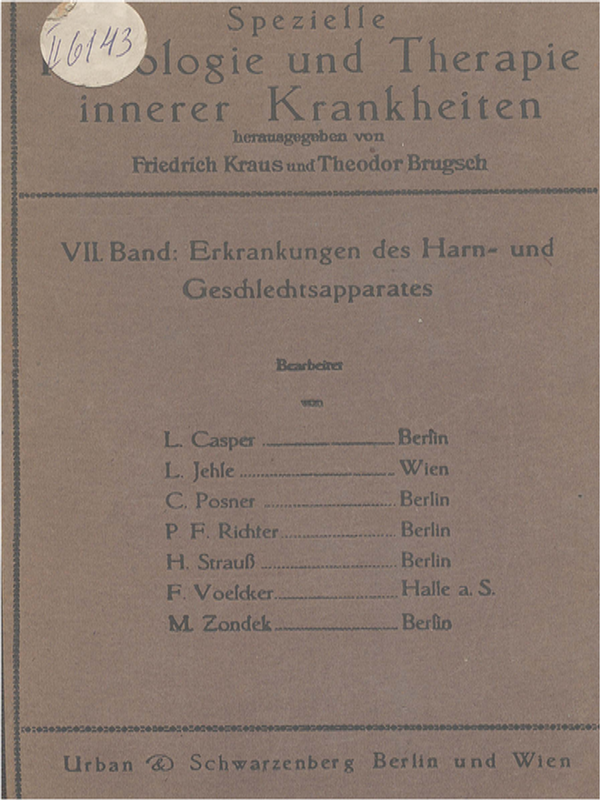 Spezielle
II 6143
ologie und Therapie
innerer Krankheiten
herausgegeben von
Friedrich Kraus und Theodor Brugsch
VII. Band: Erkrankungen des Harn- und
Geschlechtsapparates
Bearbeitet
von
L. Casper Berlin
L. Jehle Wien
C. Posner Berlin
P. F. Richter Berlin
H. Strauß Berlin
F. Voelcker Halle a. S.
M. Zondek Berlin
Urban & Schwarzenberg Berlin und Wien